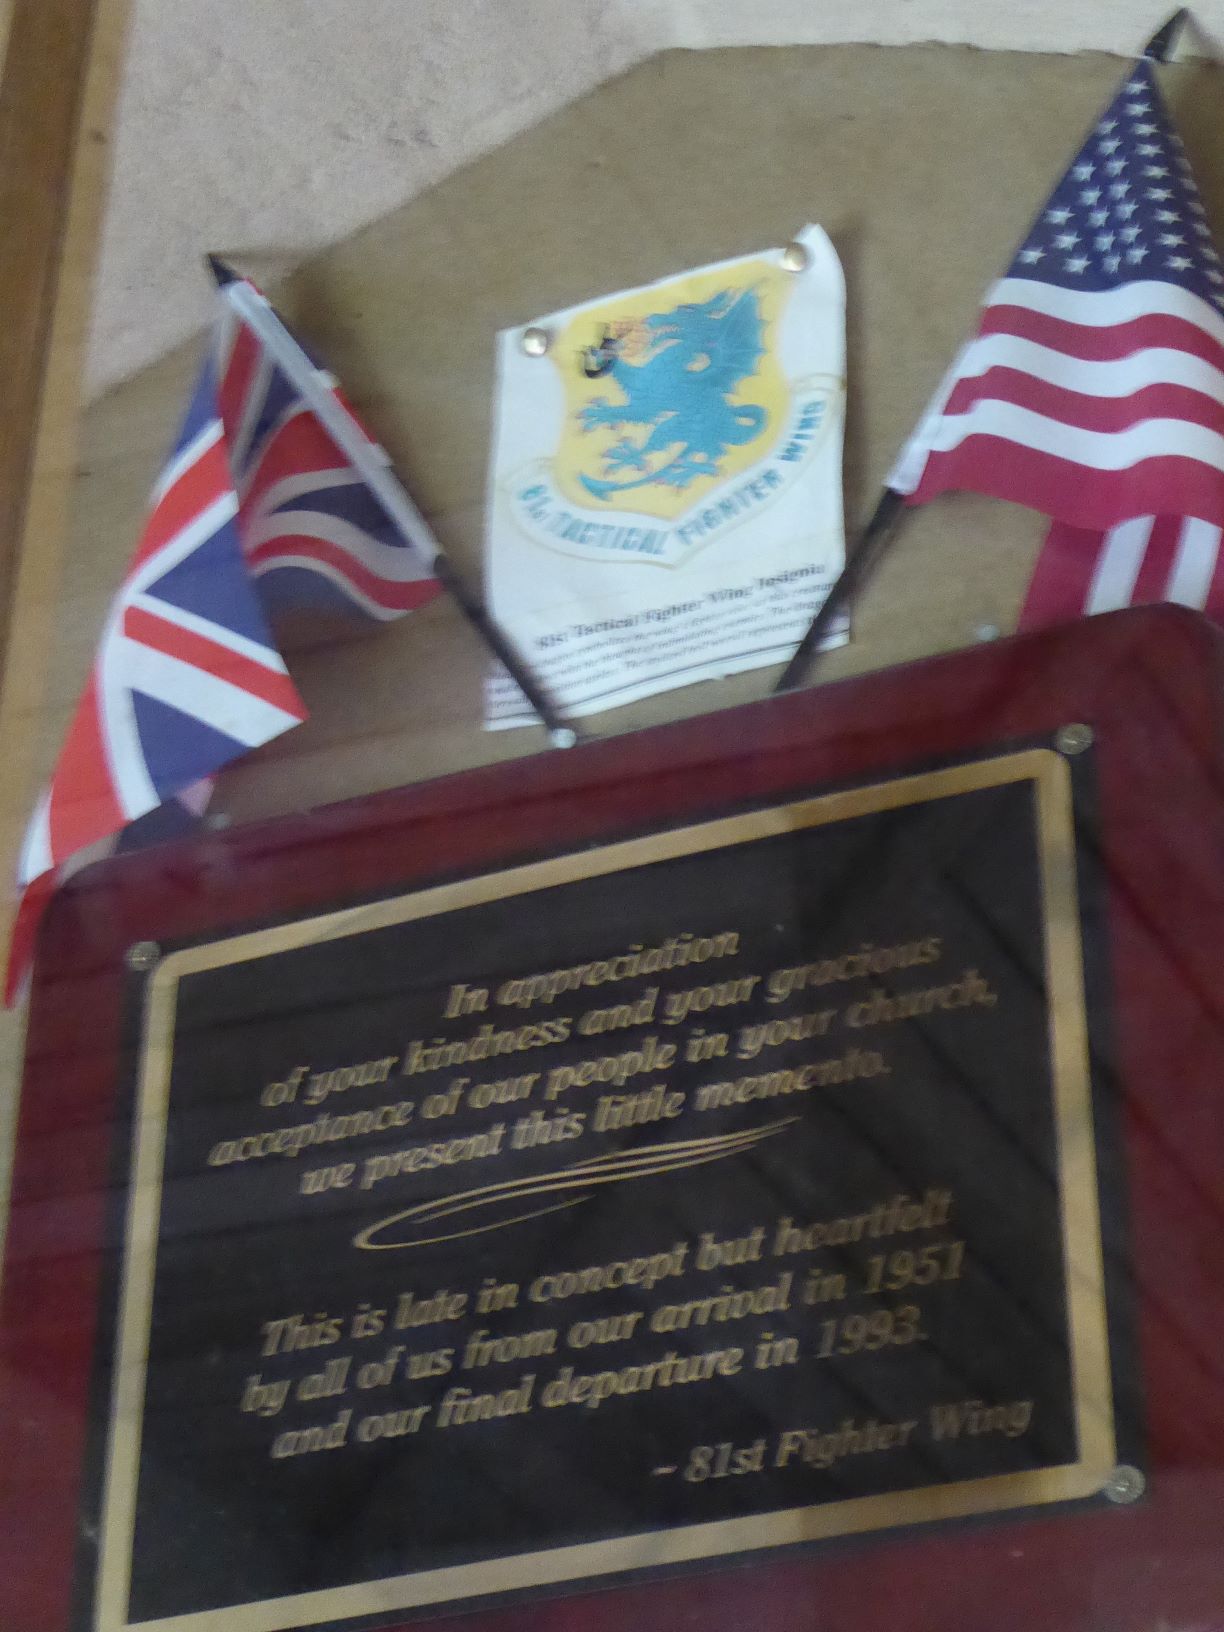 81st TACTICAL FIGHTER WING
81st Tactical Fighter Wing Insignia
In appreciation
of your kindness and your gracious
acceptance of our people in your church,
we present this little memento.
This is late in concept but heartfelt
by all of us from our arrival in 1951
and our final departure in 1993.
~ 81st Fighter Wing